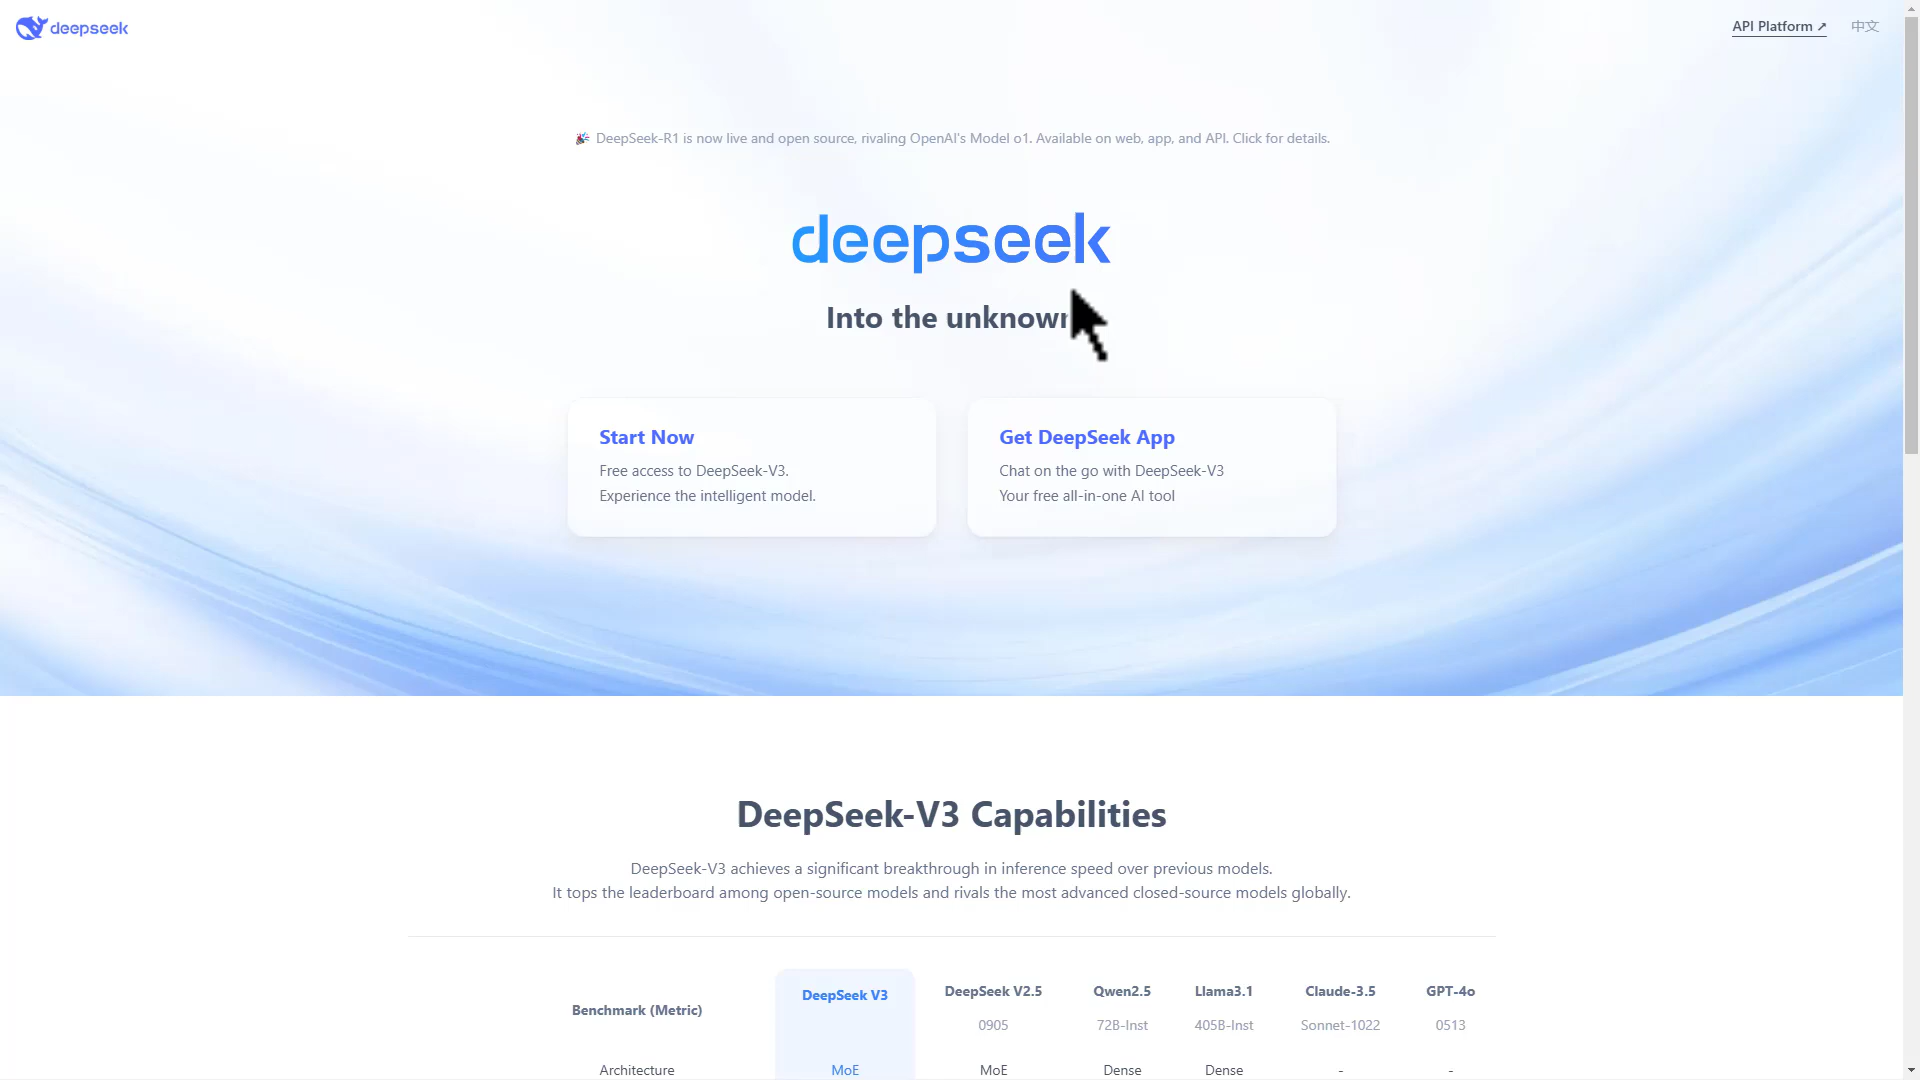 deepseek
API Platform ↗
中文
🎉 DeepSeek-R1 is now live and open source, rivaling OpenAI's Model o1. Available on web, app, and API. Click for details.
deepseek
Into the unknown
Start Now
Free access to DeepSeek-V3.
Experience the intelligent model.
Get DeepSeek App
Chat on the go with DeepSeek-V3
Your free all-in-one AI tool
DeepSeek-V3 Capabilities
DeepSeek-V3 achieves a significant breakthrough in inference speed over previous models.
It tops the leaderboard among open-source models and rivals the most advanced closed-source models globally.
Benchmark (Metric) DeepSeek V3 DeepSeek V2.5 Qwen2.5 Llama3.1 Claude-3.5 GPT-4o
0905 72B-Inst 405B-Inst Sonnet-1022 0513
Architecture MoE MoE Dense Dense - -